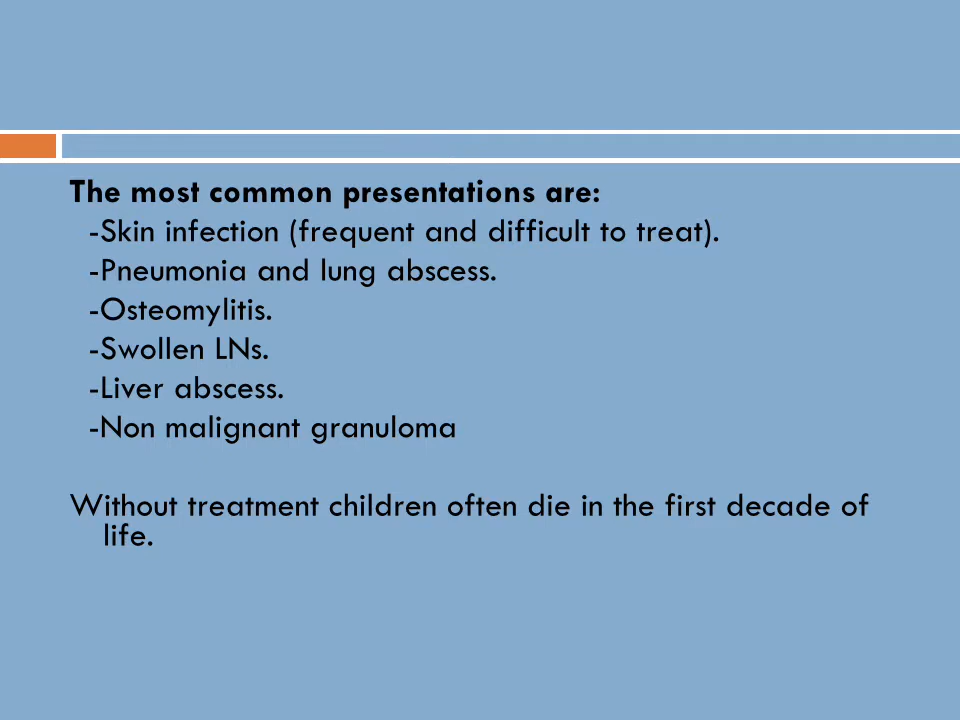 The most common presentations are:
-Skin infection (frequent and difficult to treat).
-Pneumonia and lung abscess.
-Osteomylitis.
-Swollen LNs.
-Liver abscess.
-Non malignant granuloma
Without treatment children often die in the first decade of
life.